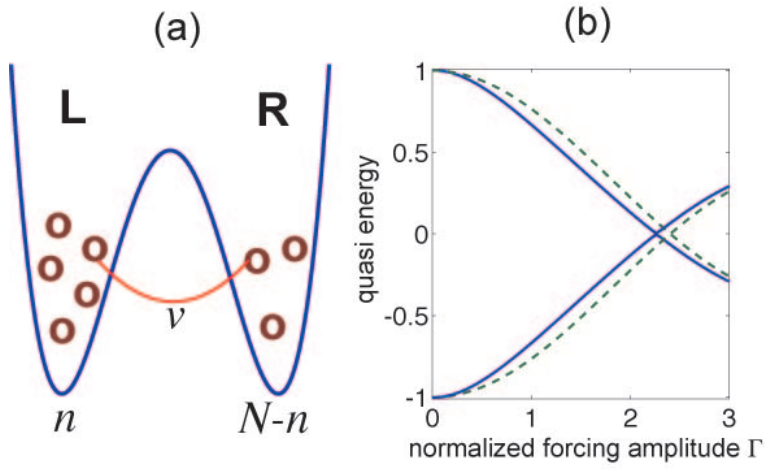 (a)
L
R
v
n
N-n
(b)
1
0.5
0
-0.5
-1
quasi energy
0
1
2
3
normalized forcing amplitude Γ